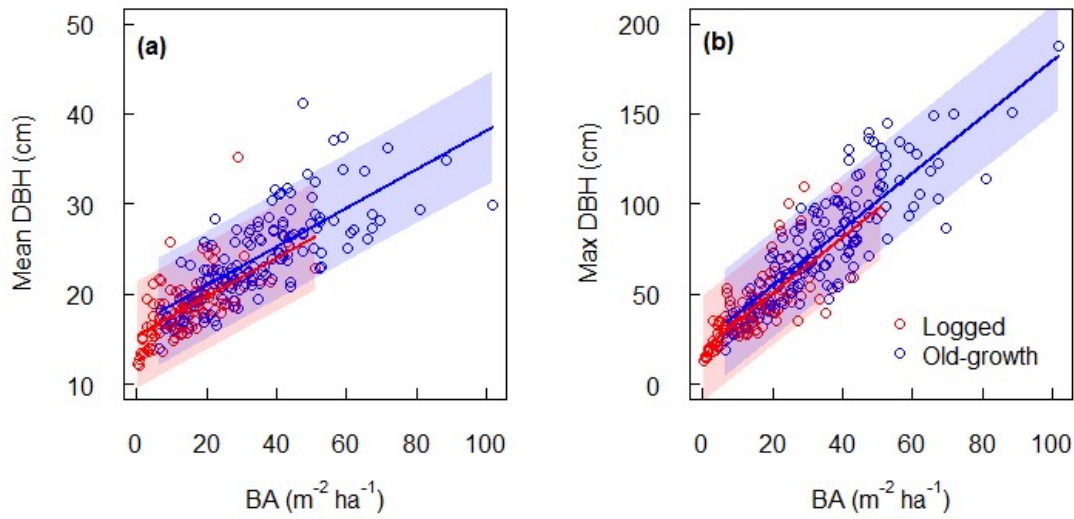 (a)
Mean DBH (cm)
50
40
30
20
10
0 20 40 60 80 100
BA (m⁻² ha⁻¹)
(b)
Max DBH (cm)
200
150
100
50
0
Logged
Old-growth
0 20 40 60 80 100
BA (m⁻² ha⁻¹)